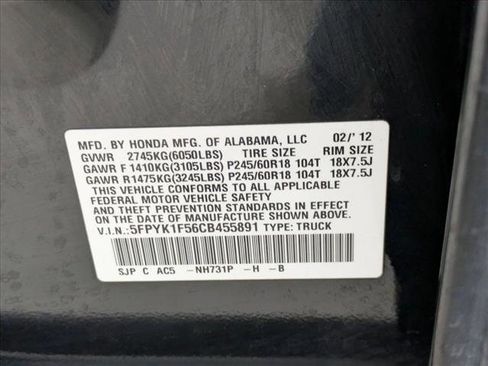 MFD. BY HONDA MFG. OF ALABAMA, LLC 02/' 12
GVWR 2745KG(6050LBS) TIRE SIZE RIM SIZE
GAWR F 1410KG(3105LBS) P245/60R18 104T 18X7.5J
GAWR R1475KG(3245LBS) P245/60R18 104T 18X7.5J
THIS VEHICLE CONFORMS TO ALL APPLICABLE
FEDERAL MOTOR VEHICLE SAFETY
AND THEFT PREVENTION STANDARDS IN EFFECT
ON THE DATE OF MANUFACTURE SHOWN ABOVE.
V.I.N.:5FPYK1F56CB455891 TYPE: TRUCK
SJP C AC5 -NH731P -H -B